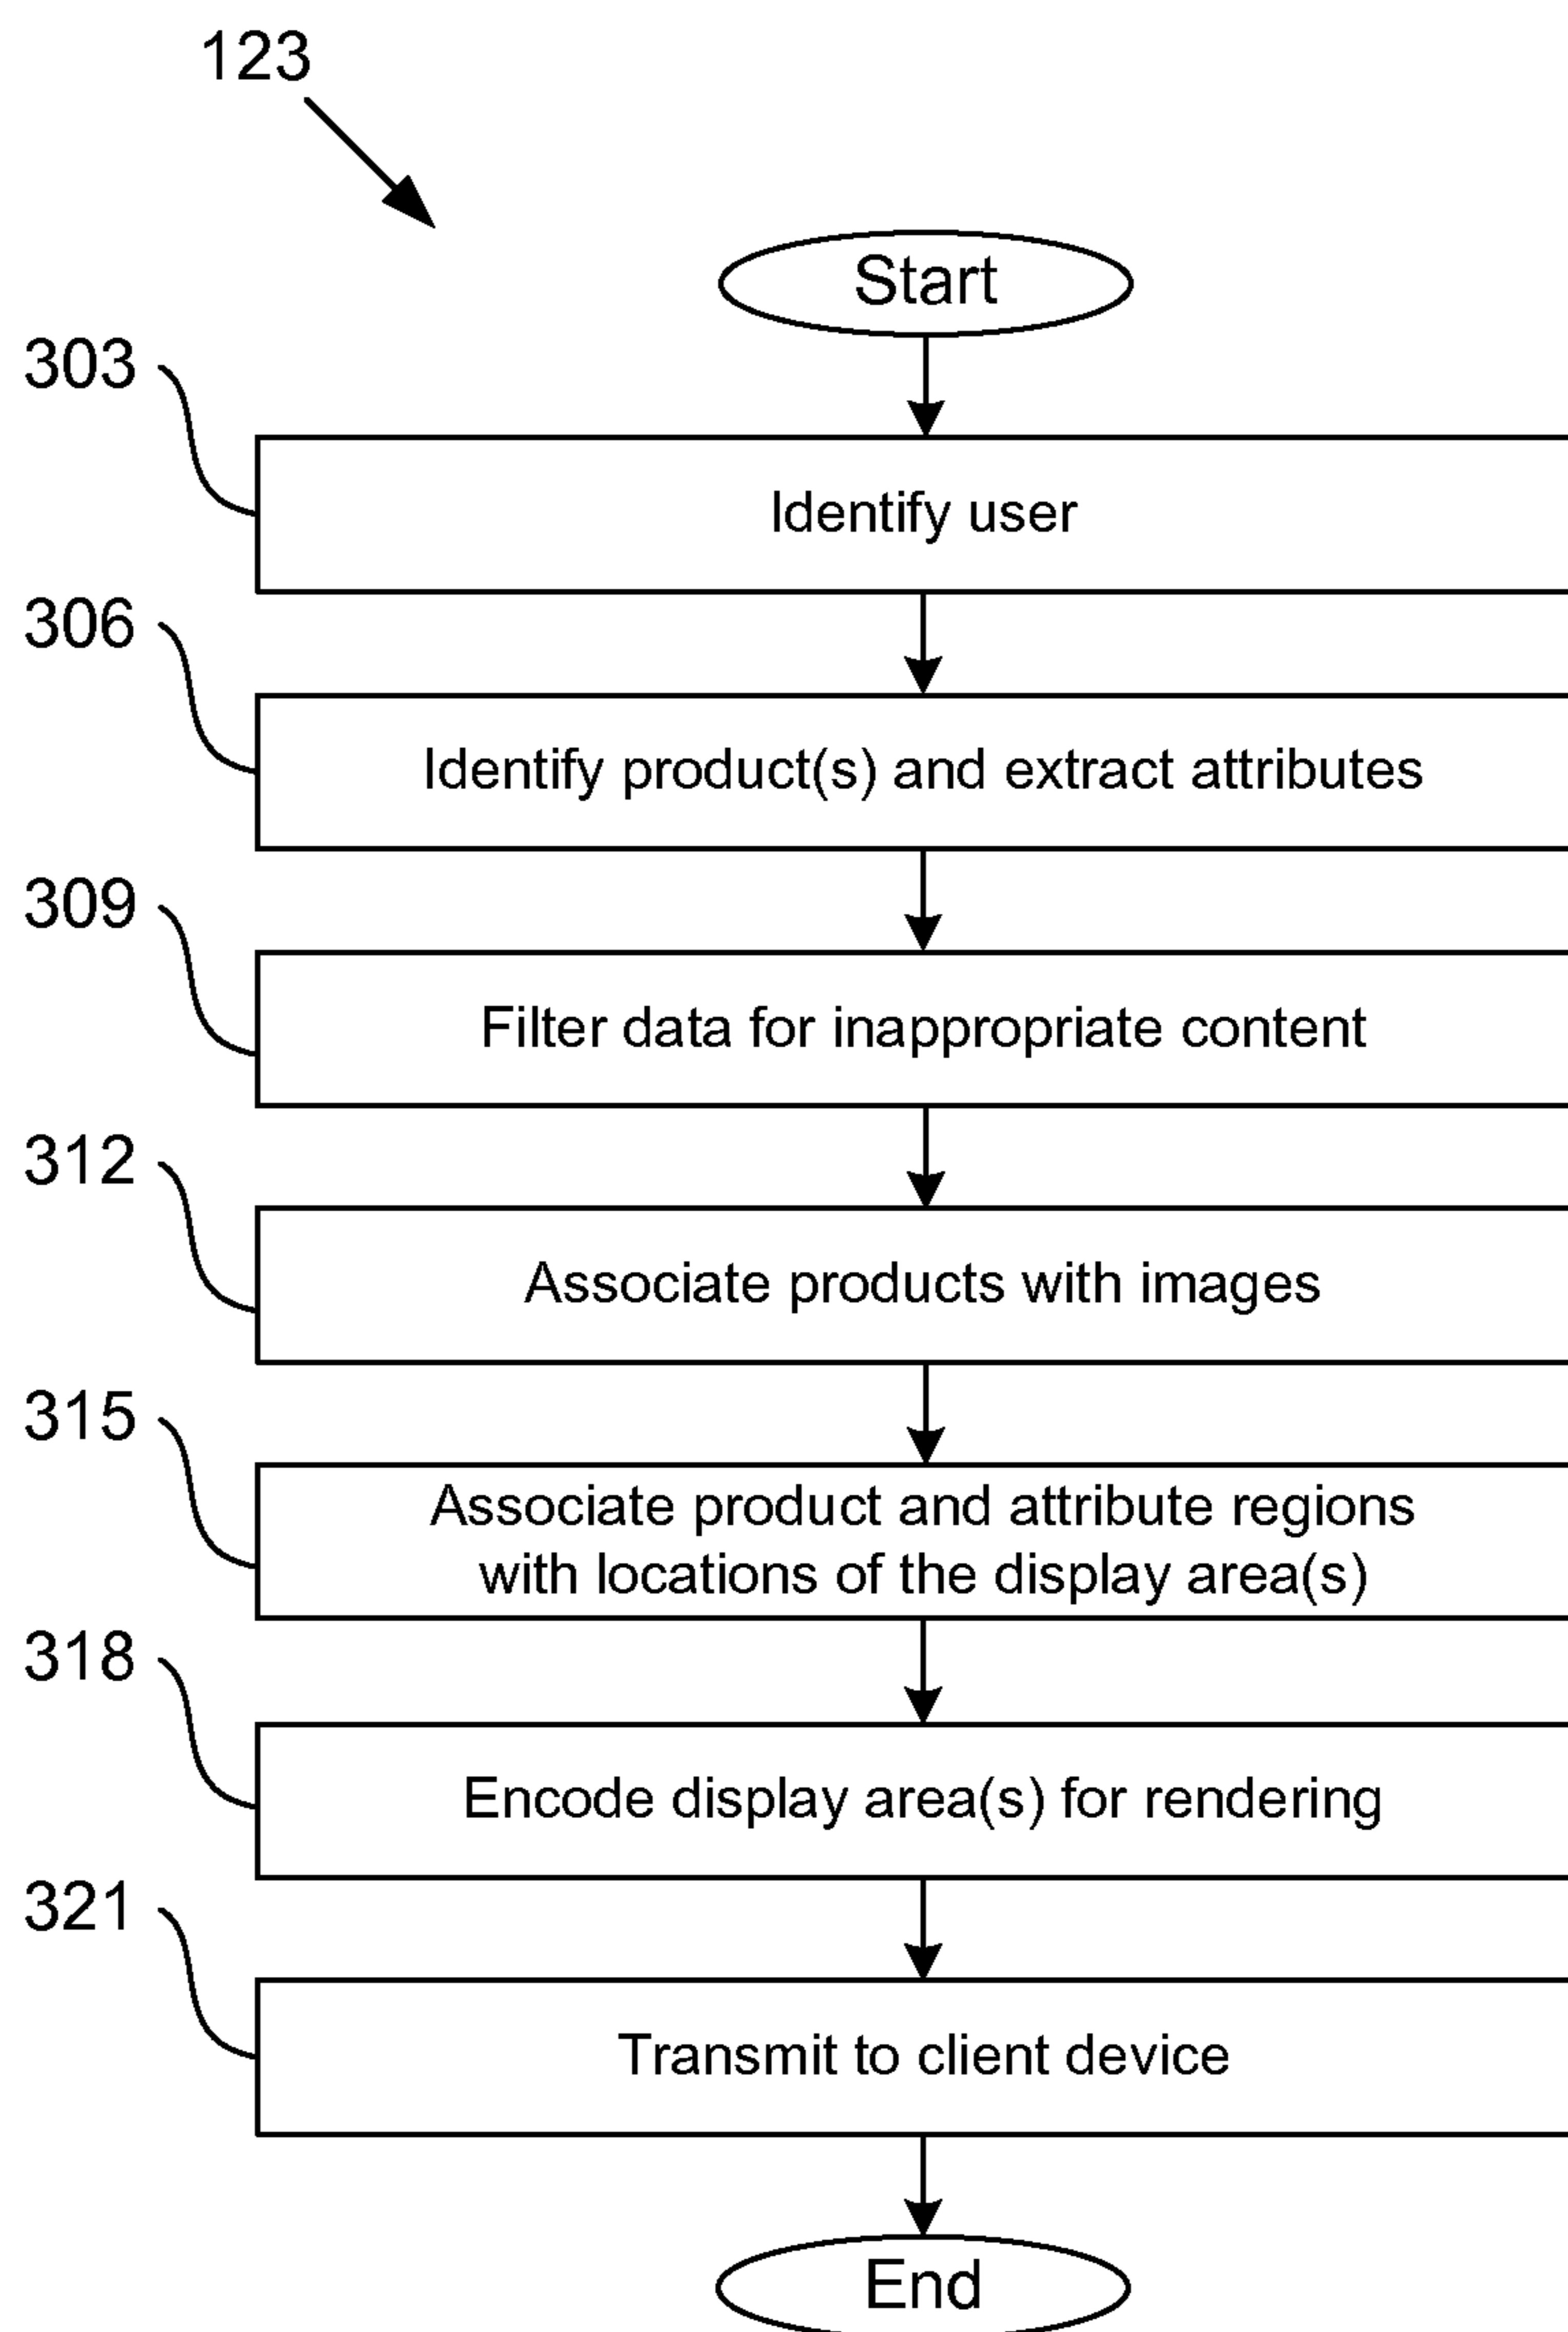 123
Start
303
Identify user
306
Identify product(s) and extract attributes
309
Filter data for inappropriate content
312
Associate products with images
315
Associate product and attribute regions
with locations of the display area(s)
318
Encode display area(s) for rendering
321
Transmit to client device
End